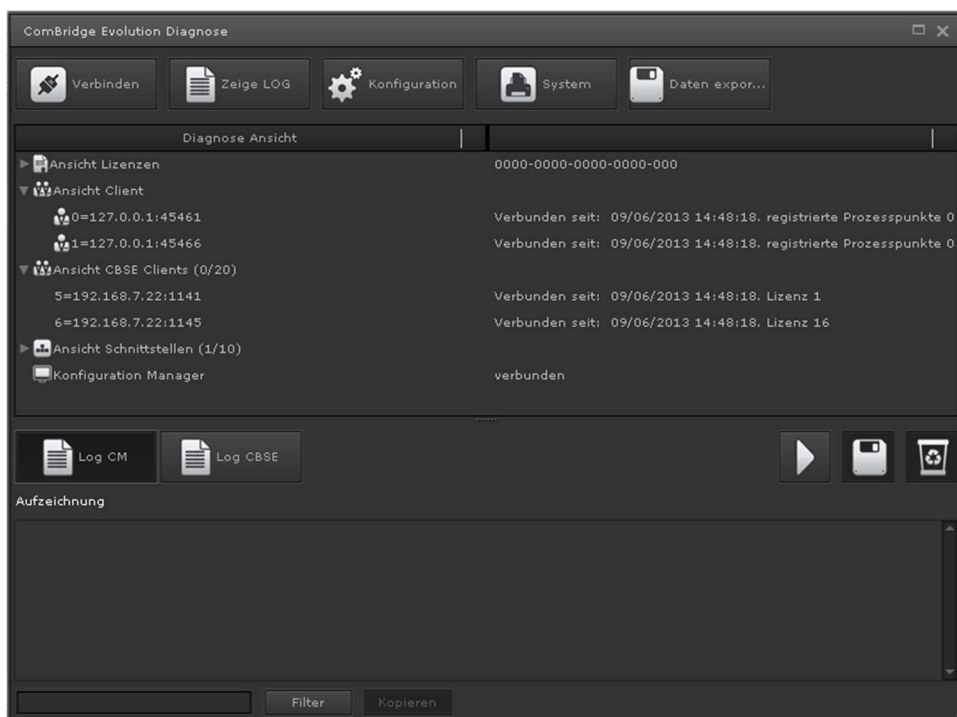 ComBridge Evolution Diagnose
Verbinden Zeige LOG Konfiguration System Daten expor...
Diagnose Ansicht
Ansicht Lizenzen 0000-0000-0000-0000-000
Ansicht Client
0=127.0.0.1:45461 Verbunden seit: 09/06/2013 14:48:18. registrierte Prozesspunkte 0
1=127.0.0.1:45466 Verbunden seit: 09/06/2013 14:48:18. registrierte Prozesspunkte 0
Ansicht CBSE Clients (0/20)
5=192.168.7.22:1141 Verbunden seit: 09/06/2013 14:48:18. Lizenz 1
6=192.168.7.22:1145 Verbunden seit: 09/06/2013 14:48:18. Lizenz 16
Ansicht Schnittstellen (1/10)
Konfiguration Manager verbunden
Log CM Log CBSE
Aufzeichnung
Filter Kopieren